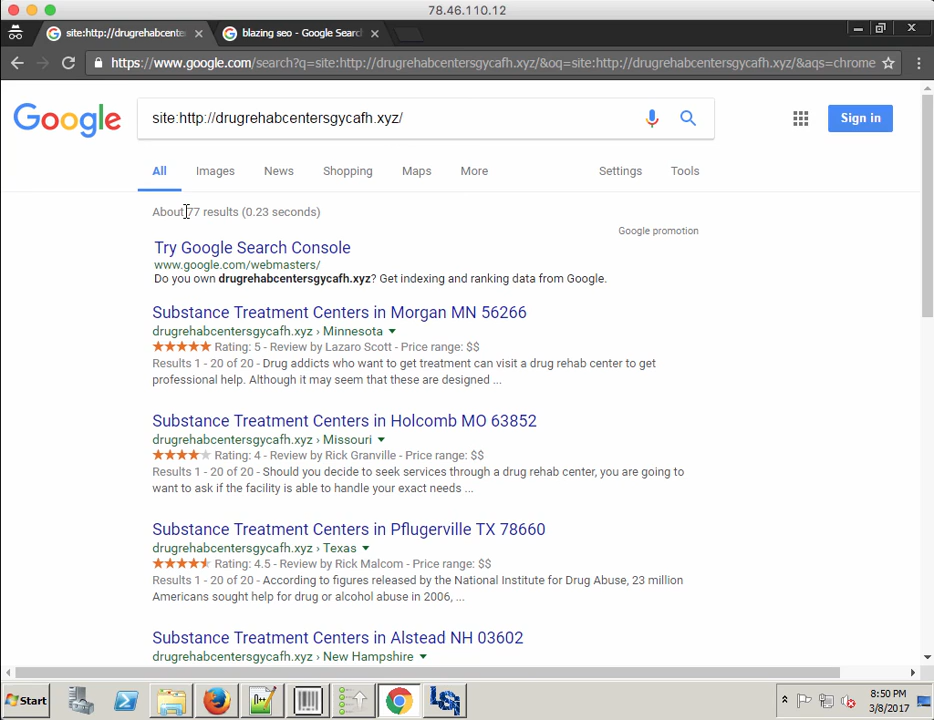 78.46.110.12
site:http://drugrehabcente
blazing seo - Google Search
https://www.google.com/search?q=site:http://drugrehabcentersgycafh.xyz/&oq=site:http://drugrehabcentersgycafh.xyz/&aqs=chrome
Google
site:http://drugrehabcentersgycafh.xyz/
Sign in
All Images News Shopping Maps More Settings Tools
About 77 results (0.23 seconds)
Google promotion
Try Google Search Console
www.google.com/webmasters/
Do you own drugrehabcentersgycafh.xyz? Get indexing and ranking data from Google.
Substance Treatment Centers in Morgan MN 56266
drugrehabcentersgycafh.xyz › Minnesota
Rating: 5 - Review by Lazaro Scott - Price range: $$
Results 1 - 20 of 20 - Drug addicts who want to get treatment can visit a drug rehab center to get
professional help. Although it may seem that these are designed ...
Substance Treatment Centers in Holcomb MO 63852
drugrehabcentersgycafh.xyz › Missouri
Rating: 4 - Review by Rick Granville - Price range: $$
Results 1 - 20 of 20 - Should you decide to seek services through a drug rehab center, you are going to
want to ask if the facility is able to handle your exact needs ...
Substance Treatment Centers in Pflugerville TX 78660
drugrehabcentersgycafh.xyz › Texas
Rating: 4.5 - Review by Rick Malcom - Price range: $$
Results 1 - 20 of 20 - According to figures released by the National Institute for Drug Abuse, 23 million
Americans sought help for drug or alcohol abuse in 2006, ...
Substance Treatment Centers in Alstead NH 03602
drugrehabcentersgycafh.xyz › New Hampshire
Start
8:50 PM
3/8/2017